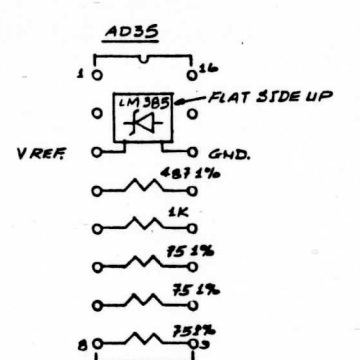 AD35
1 16
LM385
FLAT SIDE UP
VREF. GND.
487 1%
1K
75 1%
75 1%
8 75 1% 9